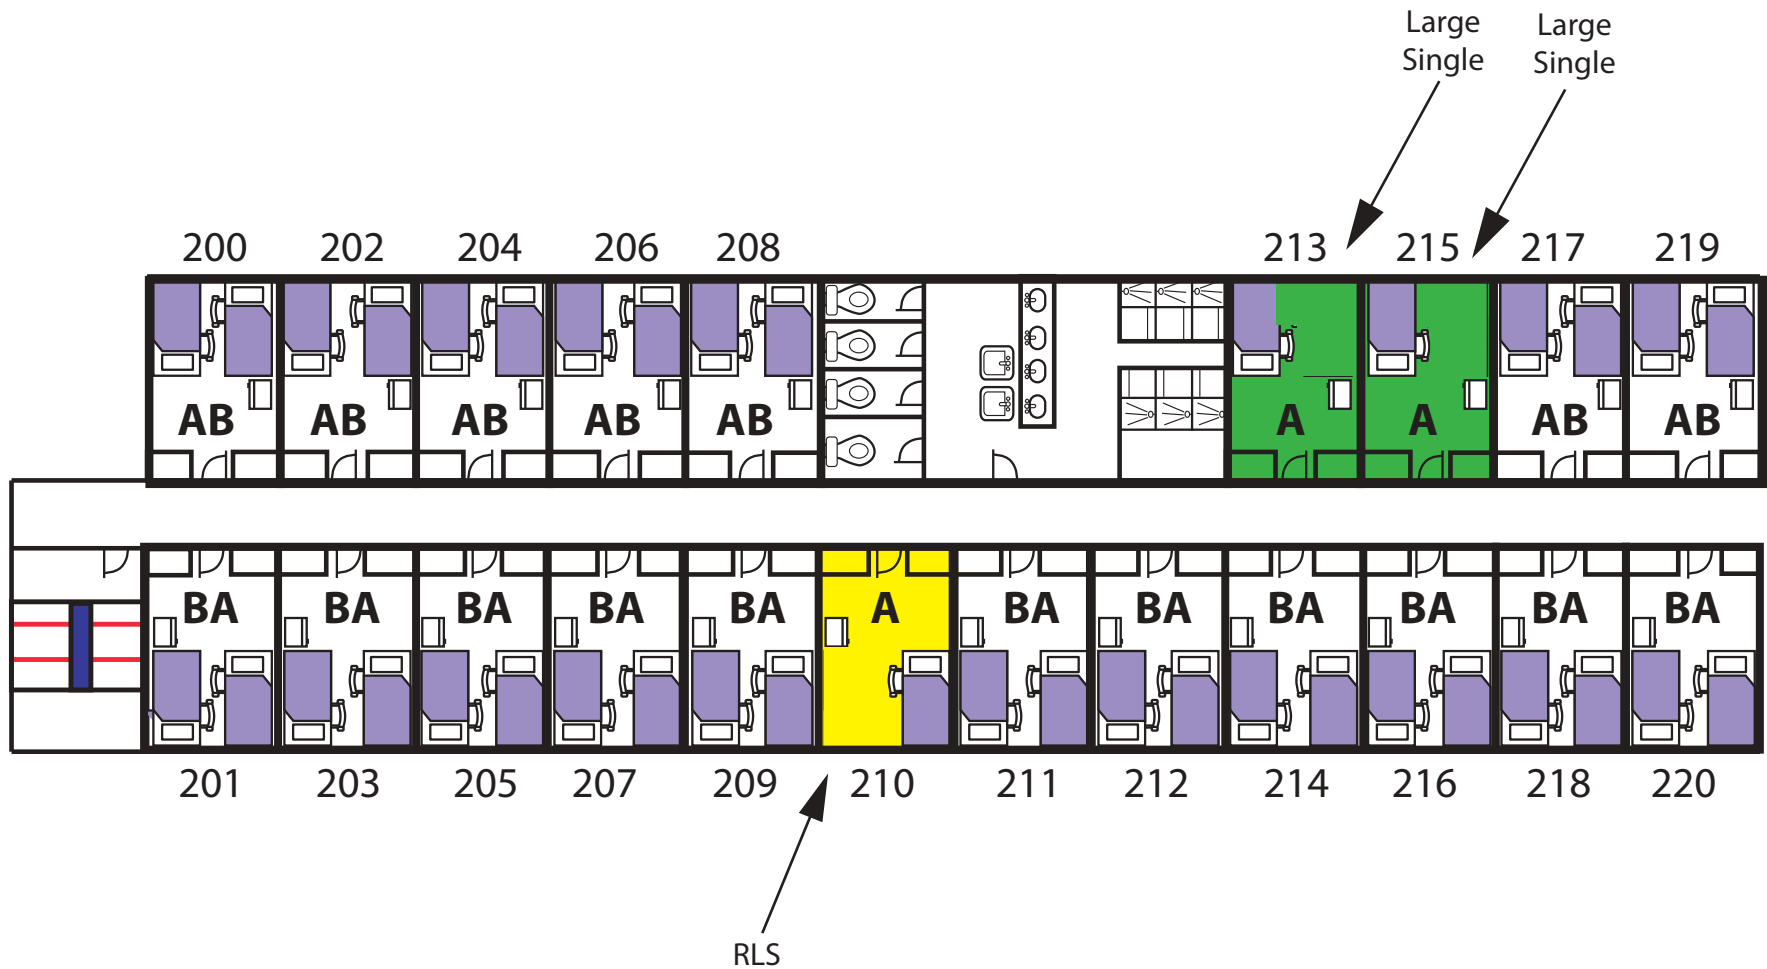 Large
Single
Large
Single
200 202 204 206 208 213 215 217 219
AB AB AB AB AB A A AB AB
BA BA BA BA BA A BA BA BA BA BA BA
201 203 205 207 209 210 211 212 214 216 218 220
RLS